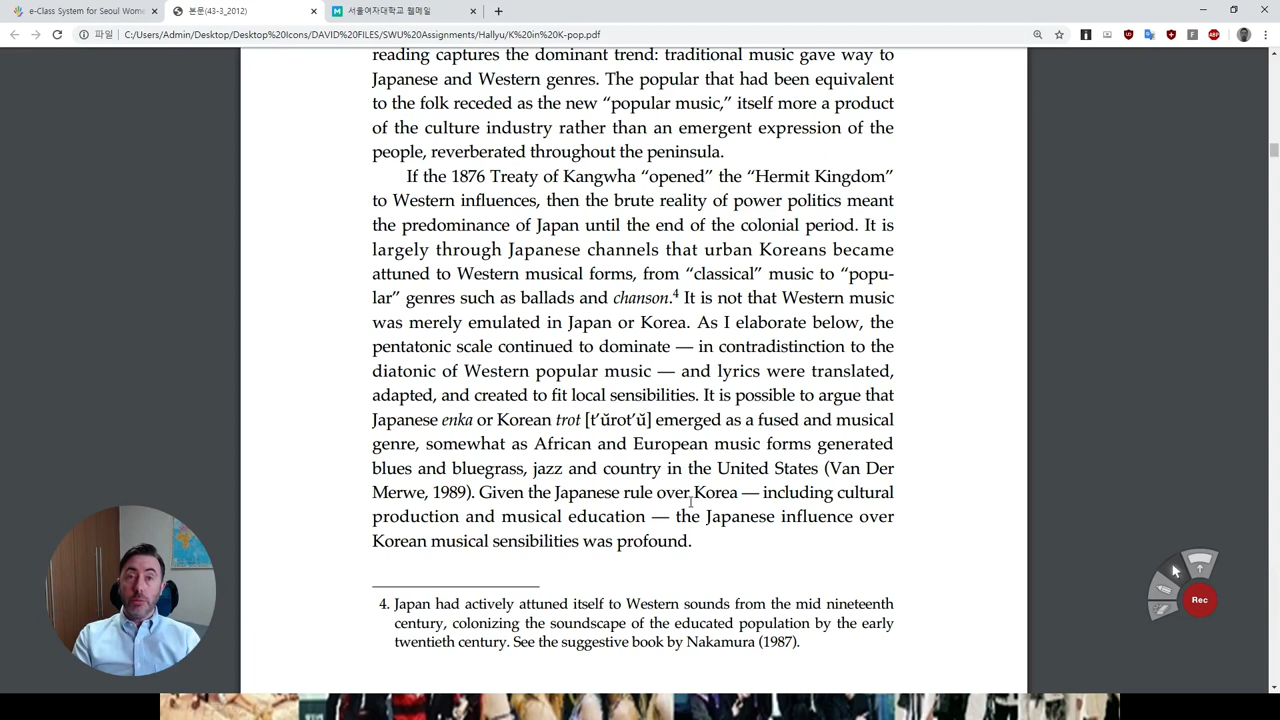 e-Class System for Seoul Wome
본문(43-3_2012)
서울여자대학교 웹메일
파일
C:/Users/Admin/Desktop/Desktop%20Icons/DAVID%20FILES/SWU%20Assignments/Hallyu/K%20in%20K-pop.pdf
reading captures the dominant trend: traditional music gave way to
Japanese and Western genres. The popular that had been equivalent
to the folk receded as the new “popular music,” itself more a product
of the culture industry rather than an emergent expression of the
people, reverberated throughout the peninsula.
If the 1876 Treaty of Kangwha “opened” the “Hermit Kingdom”
to Western influences, then the brute reality of power politics meant
the predominance of Japan until the end of the colonial period. It is
largely through Japanese channels that urban Koreans became
attuned to Western musical forms, from “classical” music to “popu-
lar” genres such as ballads and chanson.4 It is not that Western music
was merely emulated in Japan or Korea. As I elaborate below, the
pentatonic scale continued to dominate — in contradistinction to the
diatonic of Western popular music — and lyrics were translated,
adapted, and created to fit local sensibilities. It is possible to argue that
Japanese enka or Korean trot [t’ŭrot’ŭ] emerged as a fused and musical
genre, somewhat as African and European music forms generated
blues and bluegrass, jazz and country in the United States (Van Der
Merwe, 1989). Given the Japanese rule over Korea — including cultural
production and musical education — the Japanese influence over
Korean musical sensibilities was profound.
4. Japan had actively attuned itself to Western sounds from the mid nineteenth
century, colonizing the soundscape of the educated population by the early
twentieth century. See the suggestive book by Nakamura (1987).
Rec